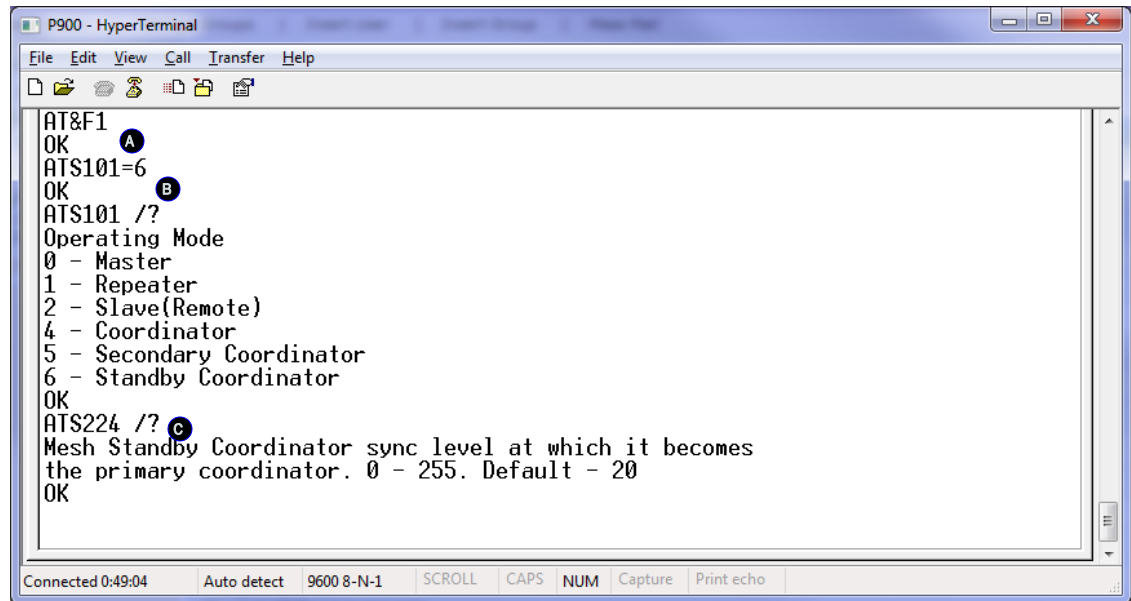 P900 - HyperTerminal
File Edit View Call Transfer Help
AT&F1
OK A
ATS101=6
OK B
ATS101 /?
Operating Mode
0 - Master
1 - Repeater
2 - Slave(Remote)
4 - Coordinator
5 - Secondary Coordinator
6 - Standby Coordinator
OK
ATS224 /? C
Mesh Standby Coordinator sync level at which it becomes
the primary coordinator. 0 - 255. Default - 20
OK
Connected 0:49:04 Auto detect 9600 8-N-1 SCROLL CAPS NUM Capture Print echo